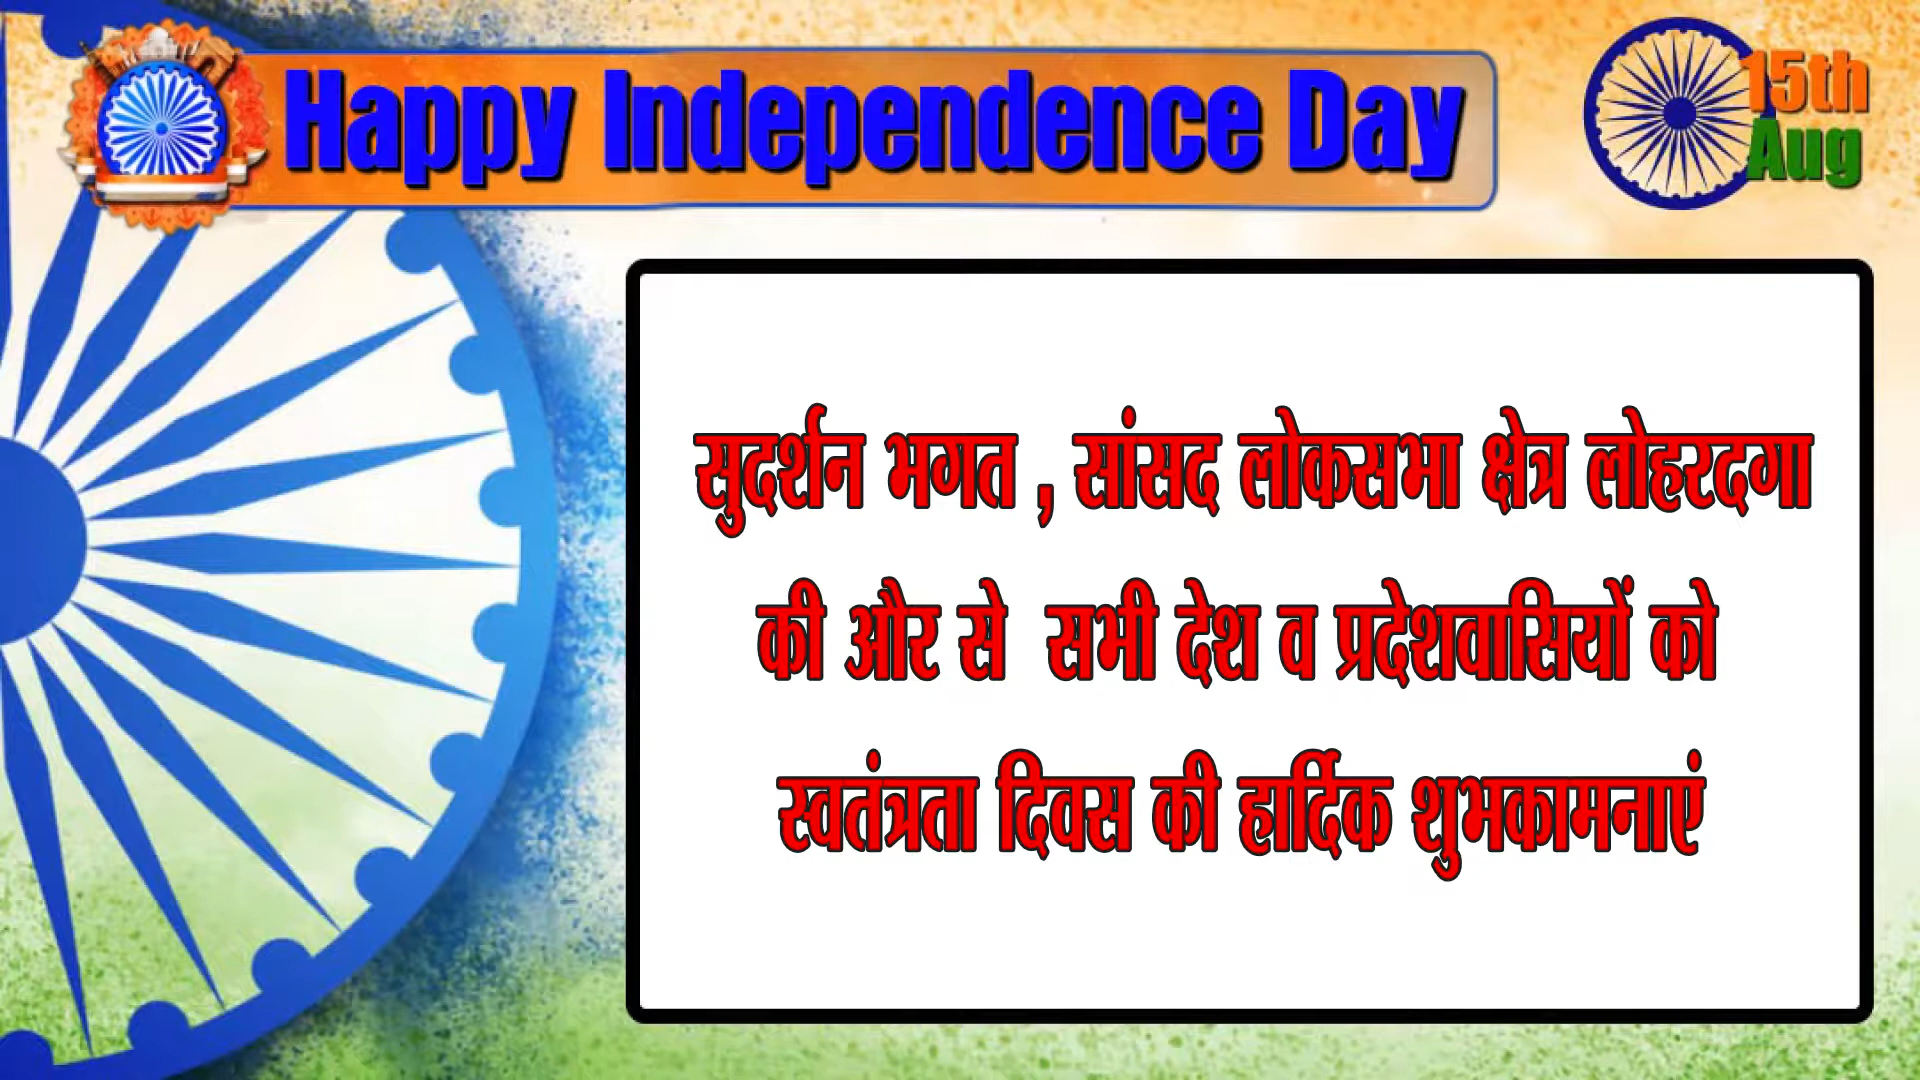 Happy Independence Day
15th
Aug
सुदर्शन भगत , सांसद लोकसभा क्षेत्र लोहरदगा
की और से सभी देश व प्रदेशवासियों को
स्वतंत्रता दिवस की हार्दिक शुभकामनाएं